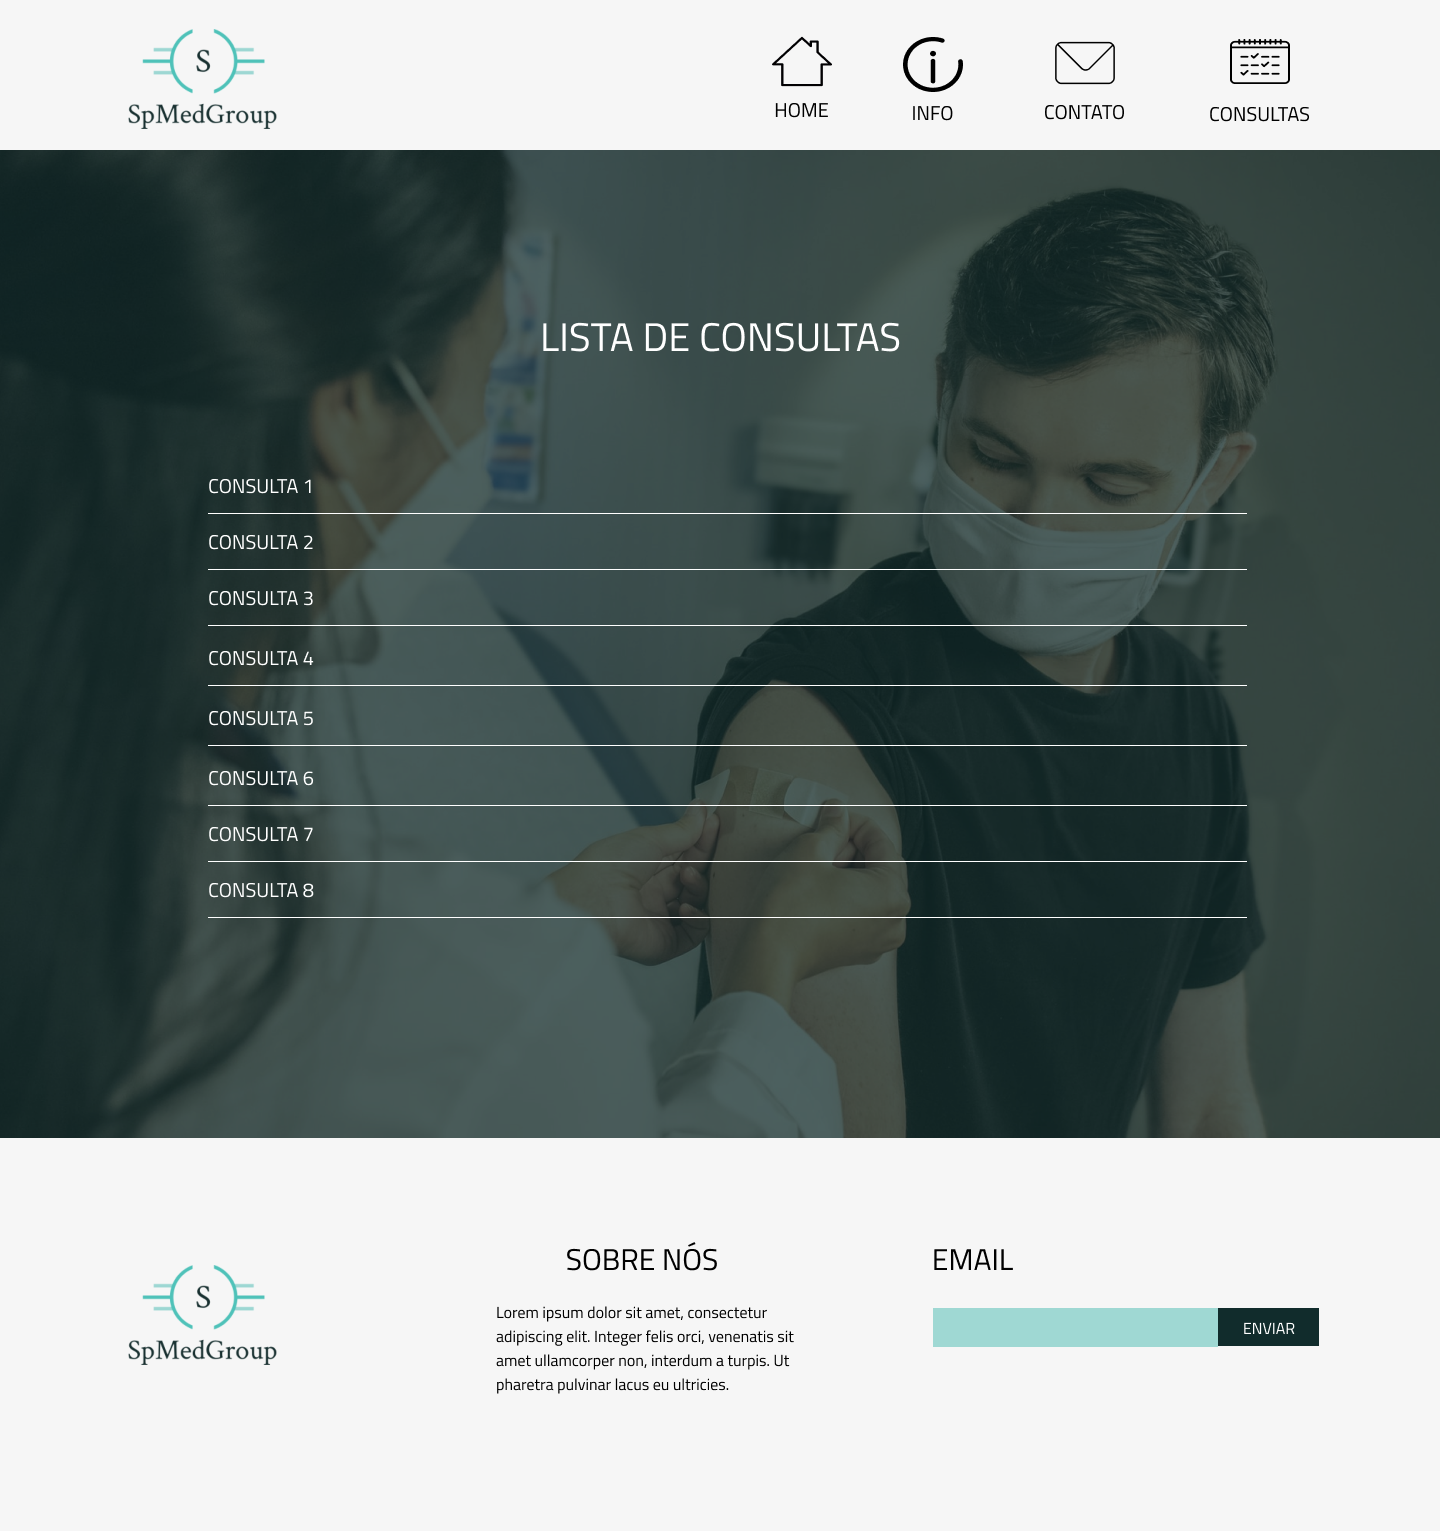 S
SpMedGroup
HOME
INFO
CONTATO
CONSULTAS
LISTA DE CONSULTAS
CONSULTA 1
CONSULTA 2
CONSULTA 3
CONSULTA 4
CONSULTA 5
CONSULTA 6
CONSULTA 7
CONSULTA 8
S
SpMedGroup
SOBRE NÓS
Lorem ipsum dolor sit amet, consectetur
adipiscing elit. Integer felis orci, venenatis sit
amet ullamcorper non, interdum a turpis. Ut
pharetra pulvinar lacus eu ultricies.
EMAIL
ENVIAR